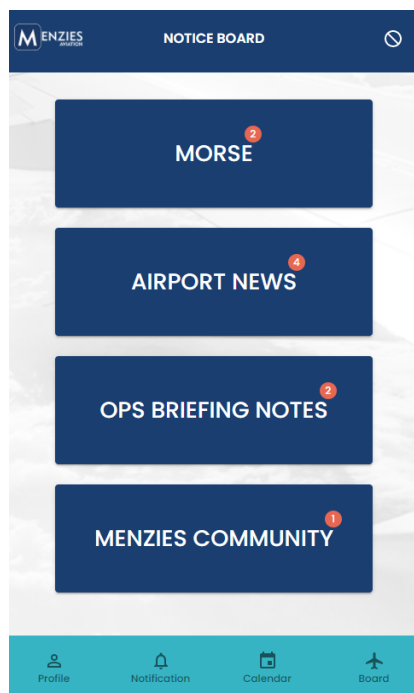 MENZIES
AVIATION
NOTICE BOARD
2
MORSE
4
AIRPORT NEWS
2
OPS BRIEFING NOTES
1
MENZIES COMMUNITY
Profile
Notification
Calendar
Board